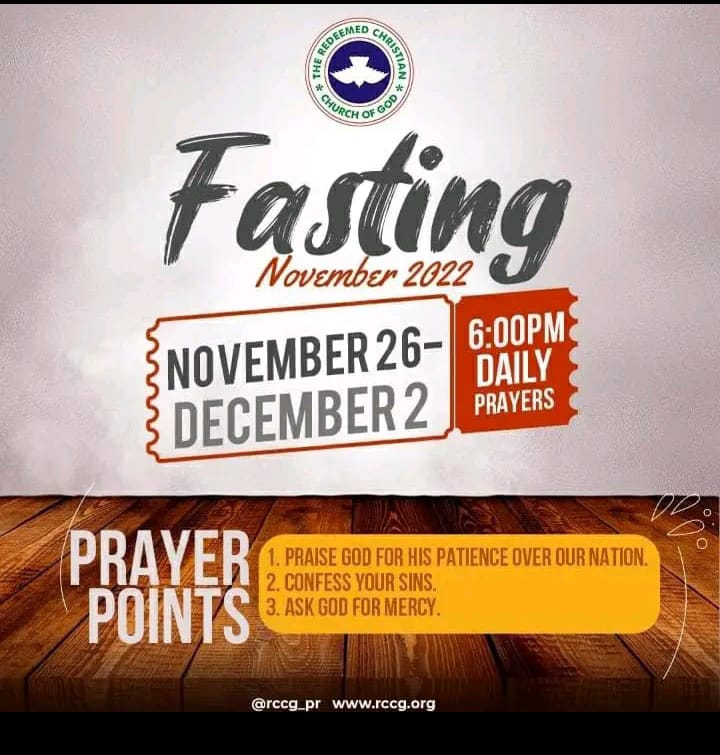 THE REDEEMED CHRISTIAN
CHURCH OF GOD
Fasting
November 2022
NOVEMBER 26-
DECEMBER 2
6:00PM
DAILY
PRAYERS
PRAYER
POINTS
1. PRAISE GOD FOR HIS PATIENCE OVER OUR NATION.
2. CONFESS YOUR SINS.
3. ASK GOD FOR MERCY.
@rccg_pr www.rccg.org